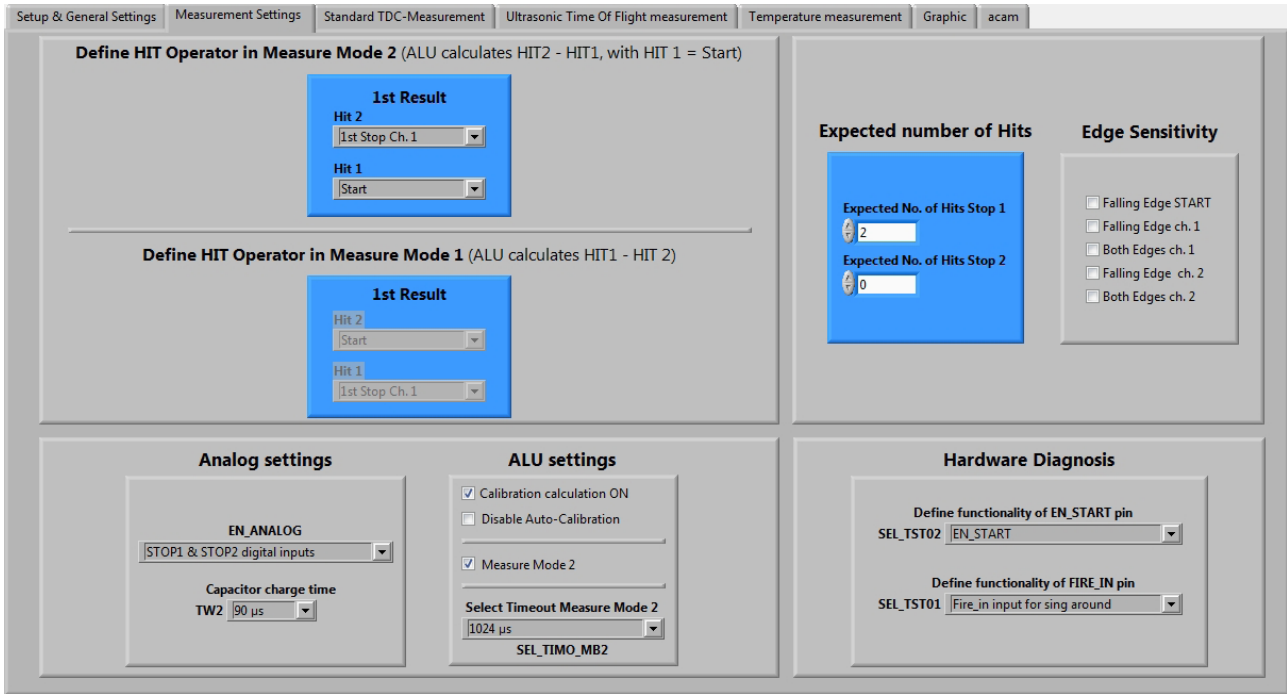 Setup & General Settings
Measurement Settings
Standard TDC-Measurement
Ultrasonic Time Of Flight measurement
Temperature measurement
Graphic
acam
Define HIT Operator in Measure Mode 2 (ALU calculates HIT2 - HIT1, with HIT 1 = Start)
1st Result
Hit 2
1st Stop Ch. 1
Hit 1
Start
Define HIT Operator in Measure Mode 1 (ALU calculates HIT1 - HIT 2)
1st Result
Hit 2
Start
Hit 1
1st Stop Ch. 1
Expected number of Hits
Expected No. of Hits Stop 1
2
Expected No. of Hits Stop 2
0
Edge Sensitivity
Falling Edge START
Falling Edge ch. 1
Both Edges ch. 1
Falling Edge ch. 2
Both Edges ch. 2
Analog settings
EN_ANALOG
STOP1 & STOP2 digital inputs
Capacitor charge time
TW2 90 µs
ALU settings
Calibration calculation ON
Disable Auto-Calibration
Measure Mode 2
Select Timeout Measure Mode 2
1024 µs
SEL_TIMO_MB2
Hardware Diagnosis
Define functionality of EN_START pin
SEL_TST02 EN_START
Define functionality of FIRE_IN pin
SEL_TST01 Fire_in input for sing around